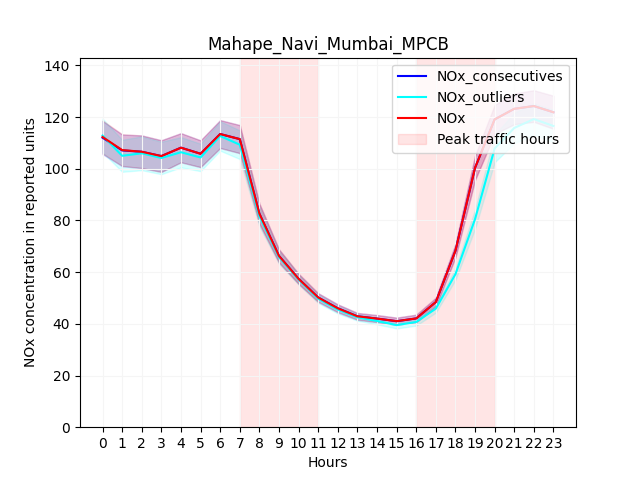 Mahape_Navi_Mumbai_MPCB
NOx concentration in reported units
140
120
100
80
60
40
20
0
NOx_consecutives
NOx_outliers
NOx
Peak traffic hours
0 1 2 3 4 5 6 7 8 9 10 11 12 13 14 15 16 17 18 19 20 21 22 23
Hours